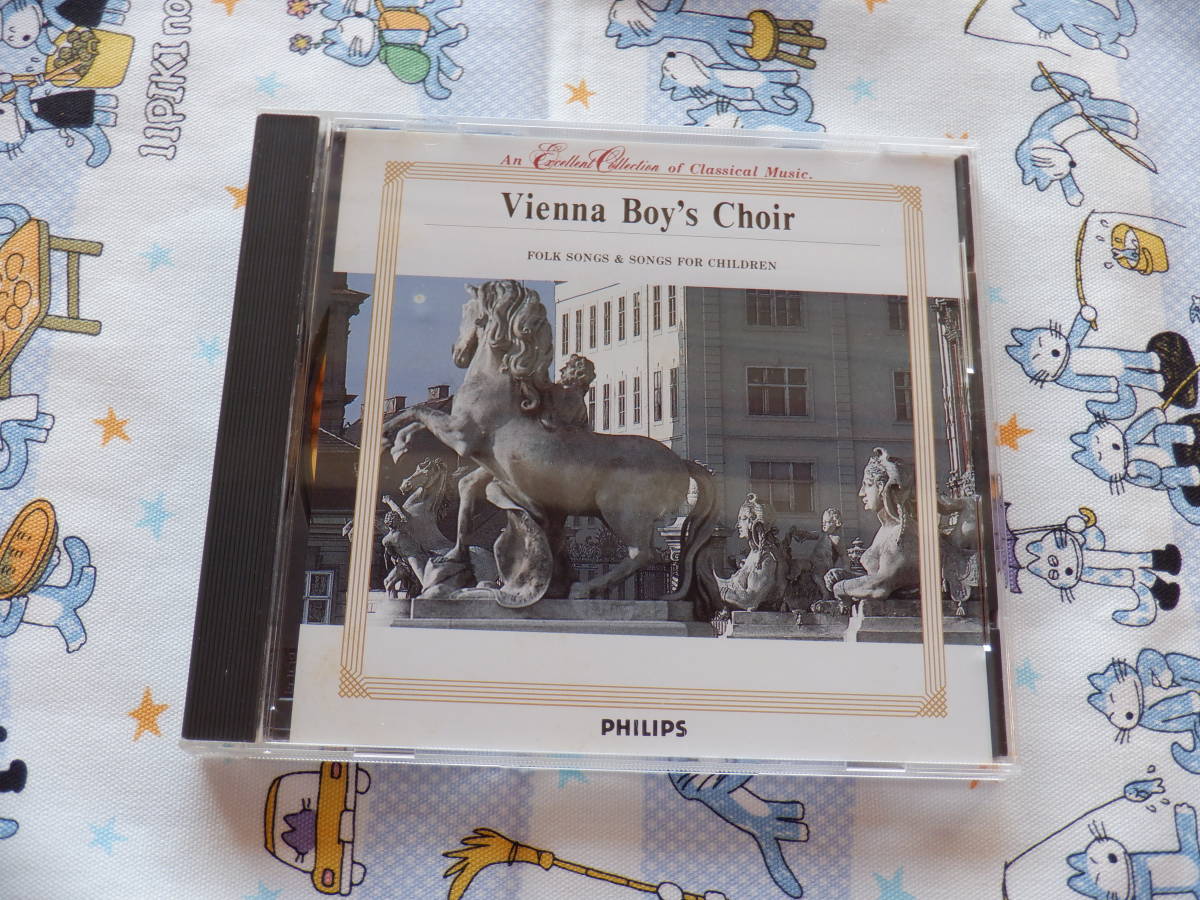 An Excellent Collection of Classical Music.
Vienna Boy's Choir
FOLK SONGS & SONGS FOR CHILDREN
PHILIPS
11PIKI no